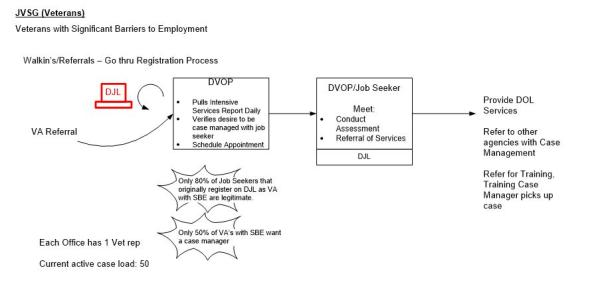 JVSG (Veterans)
Veterans with Significant Barriers to Employment
Walkin's/Referrals – Go thru Registration Process
DJL
VA Referral
DVOP
• Pulls Intensive
Services Report Daily
• Verifies desire to be
case managed with job
seeker
• Schedule Appointment
DVOP/Job Seeker
Meet:
• Conduct
Assessment
• Referral of Services
DJL
Provide DOL
Services
Refer to other
agencies with Case
Management
Refer for Training,
Training Case
Manager picks up
case
Only 80% of Job Seekers that
originally register on DJL as VA
with SBE are legitimate.
Only 50% of VA's with SBE want
a case manager
Each Office has 1 Vet rep
Current active case load: 50